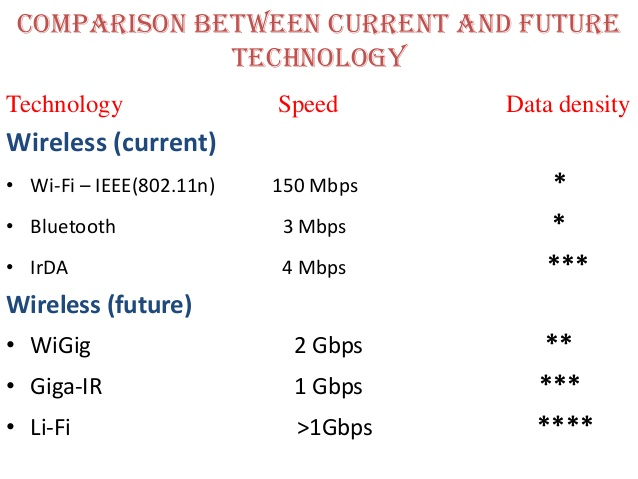 COMPARISON BETWEEN CURRENT AND FUTURE
TECHNOLOGY
Technology Speed Data density
Wireless (current)
• Wi-Fi – IEEE(802.11n) 150 Mbps *
• Bluetooth 3 Mbps *
• IrDA 4 Mbps ***
Wireless (future)
• WiGig 2 Gbps **
• Giga-IR 1 Gbps ***
• Li-Fi >1Gbps ****